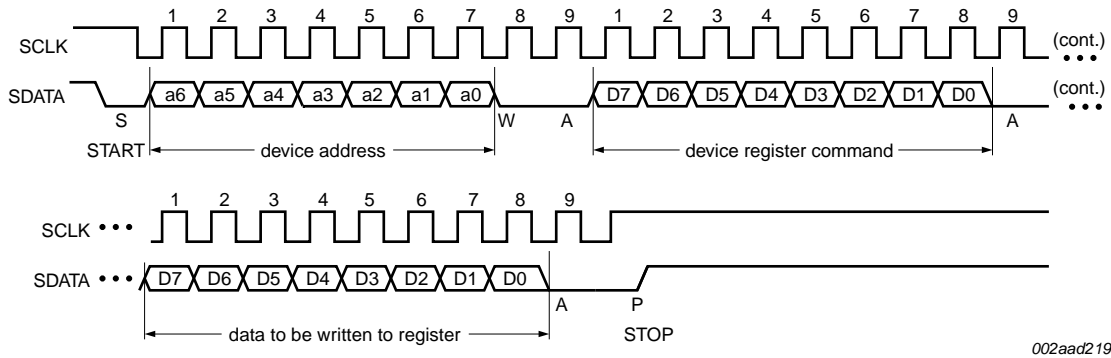 1 2 3 4 5 6 7 8 9 1 2 3 4 5 6 7 8 9
SCLK (cont.)
SDATA a6 a5 a4 a3 a2 a1 a0 D7 D6 D5 D4 D3 D2 D1 D0 (cont.)
S W A A
START device address device register command
1 2 3 4 5 6 7 8 9
SCLK
SDATA D7 D6 D5 D4 D3 D2 D1 D0
A P
data to be written to register STOP
002aad219